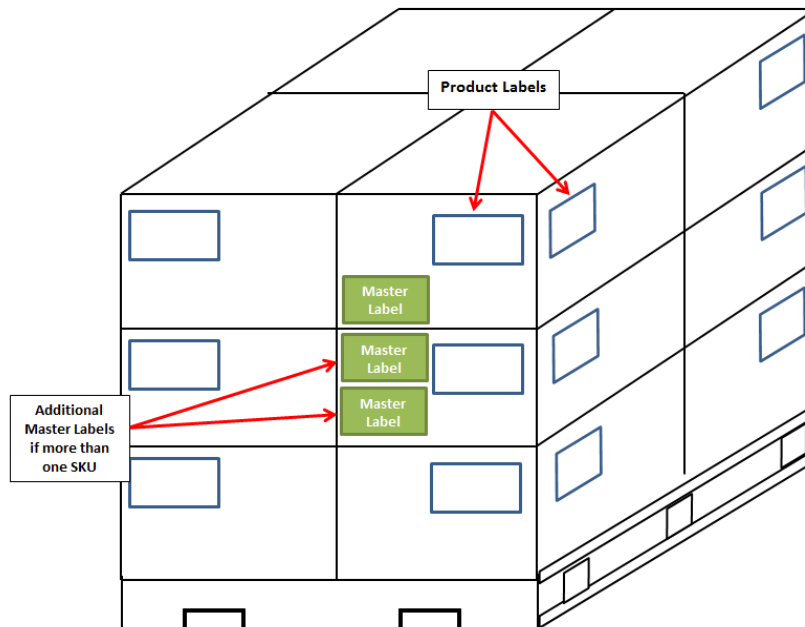 Product Labels
Master
Label
Master
Label
Master
Label
Additional
Master Labels
if more than
one SKU